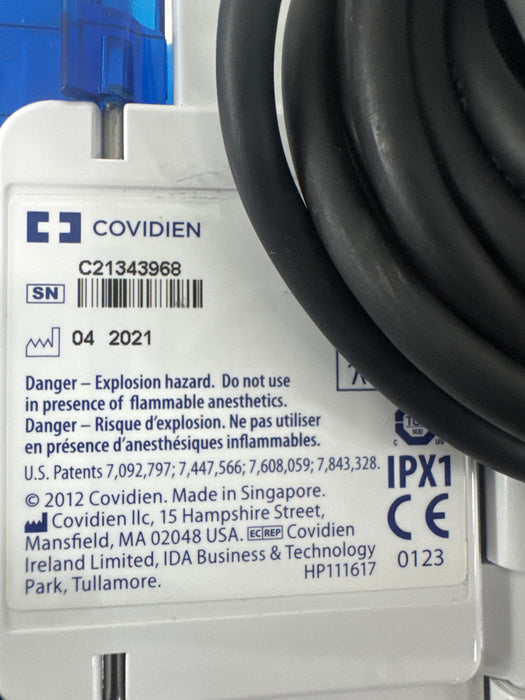 COVIDIEN
C21343968
SN
04 2021
Danger – Explosion hazard. Do not use
in presence of flammable anesthetics.
Danger – Risque d'explosion. Ne pas utiliser
en présence d'anesthésiques inflammables.
U.S. Patents 7,092,797; 7,447,566; 7,608,059; 7,843,328.
IPX1
© 2012 Covidien. Made in Singapore.
Covidien llc, 15 Hampshire Street,
Mansfield, MA 02048 USA. EC REP Covidien
Ireland Limited, IDA Business & Technology
Park, Tullamore.
HP111617
CE
0123